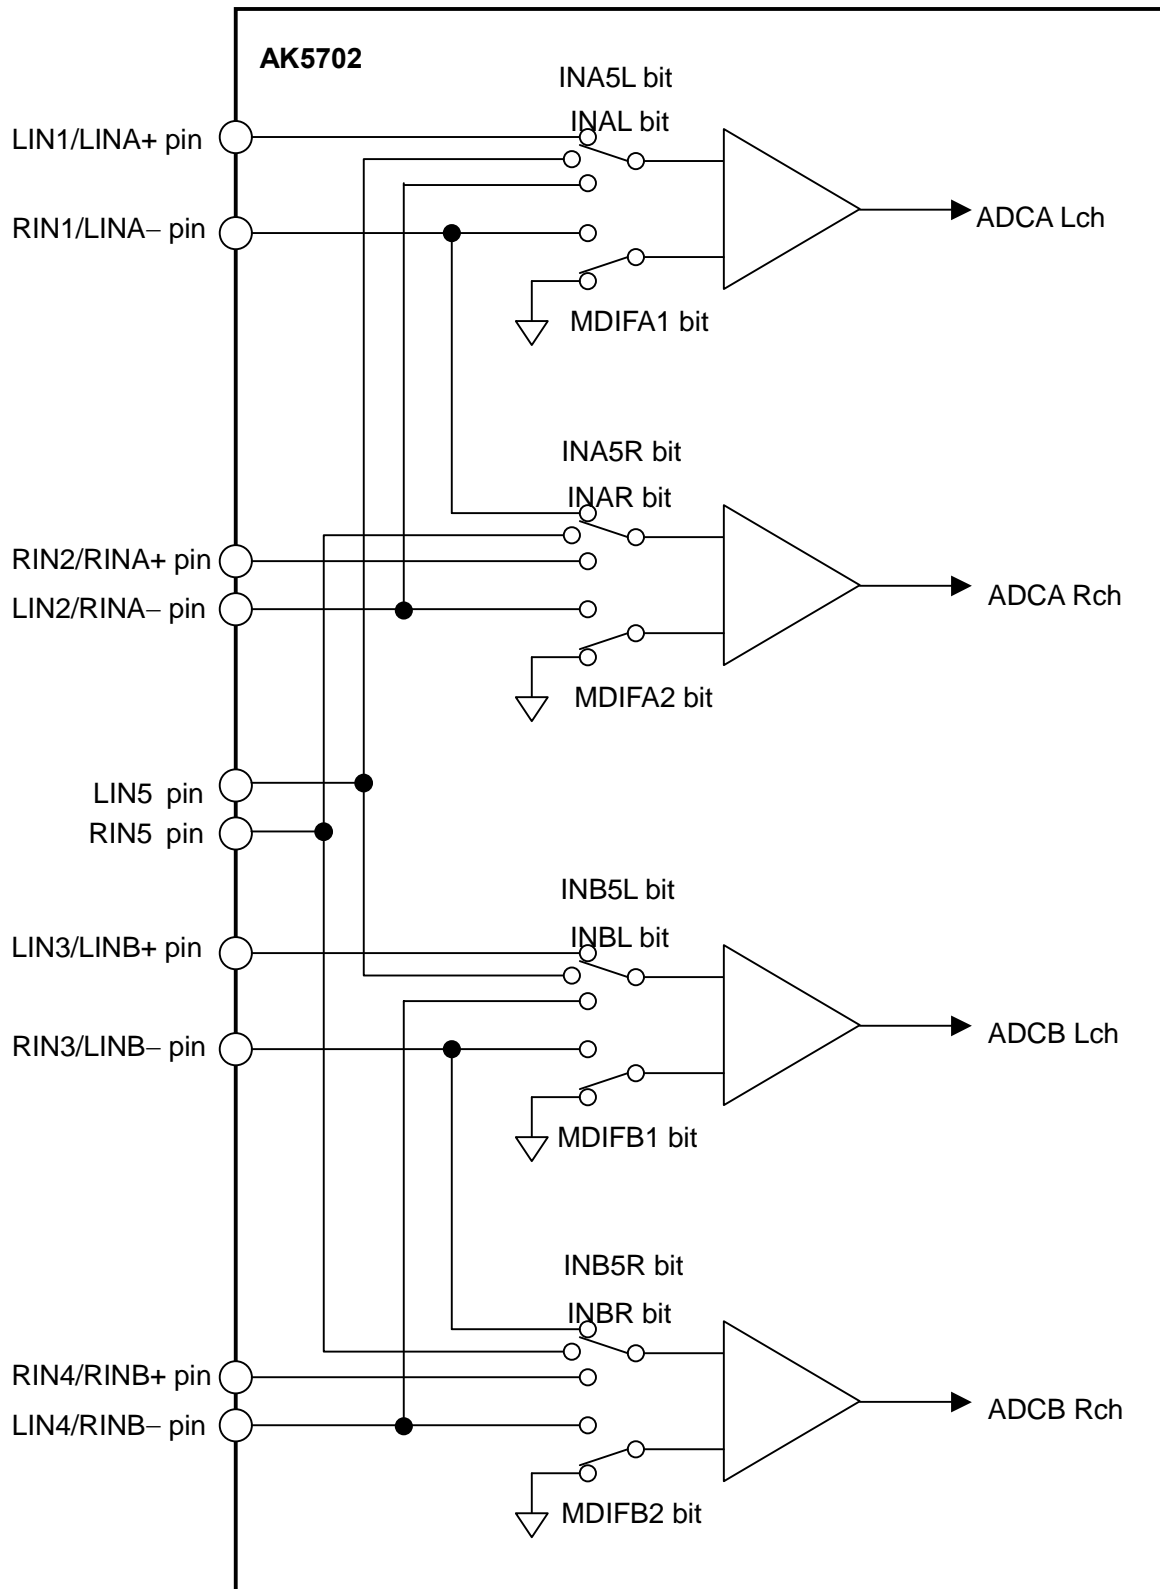 AK5702
INA5L bit
LIN1/LINA+ pin
INAL bit
RIN1/LINA− pin
ADCA Lch
MDIFA1 bit
INA5R bit
INAR bit
RIN2/RINA+ pin
LIN2/RINA− pin
ADCA Rch
MDIFA2 bit
LIN5 pin
RIN5 pin
INB5L bit
LIN3/LINB+ pin
INBL bit
RIN3/LINB− pin
ADCB Lch
MDIFB1 bit
INB5R bit
INBR bit
RIN4/RINB+ pin
LIN4/RINB− pin
ADCB Rch
MDIFB2 bit